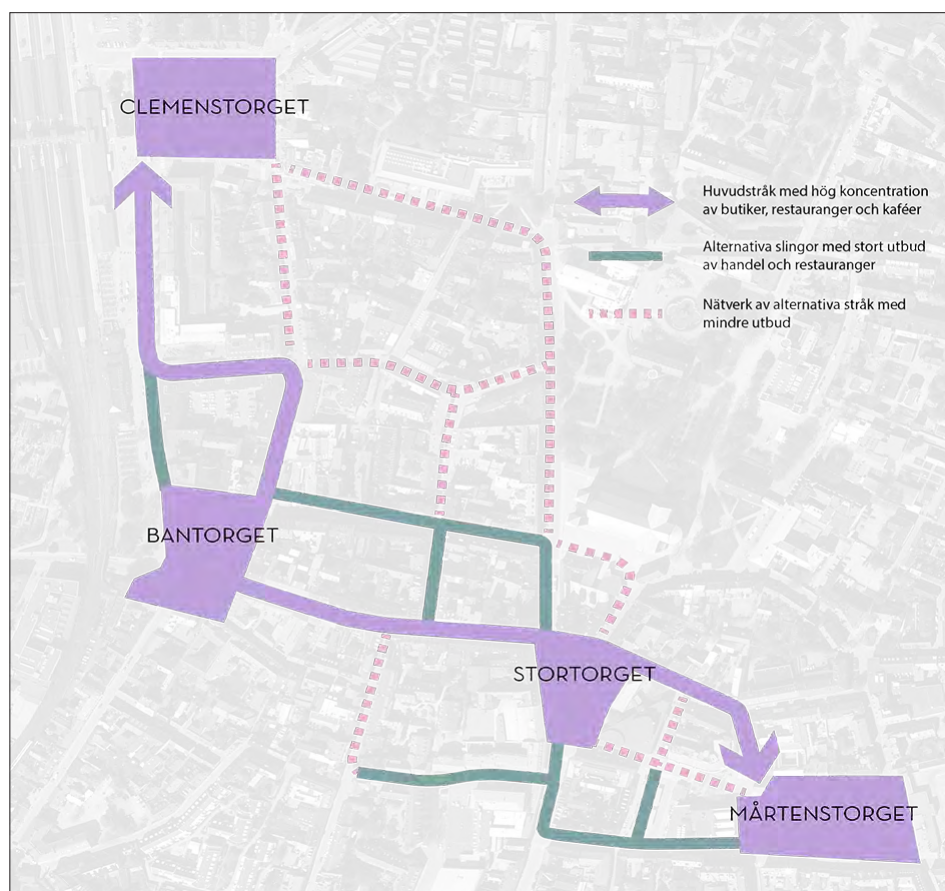 CLEMENSTORGET
Huvudstråk med hög koncentration
av butiker, restauranger och kaféer
Alternativa slingor med stort utbud
av handel och restauranger
Nätverk av alternativa stråk med
mindre utbud
BANTORGET
STORTORGET
MÅRTENSTORGET